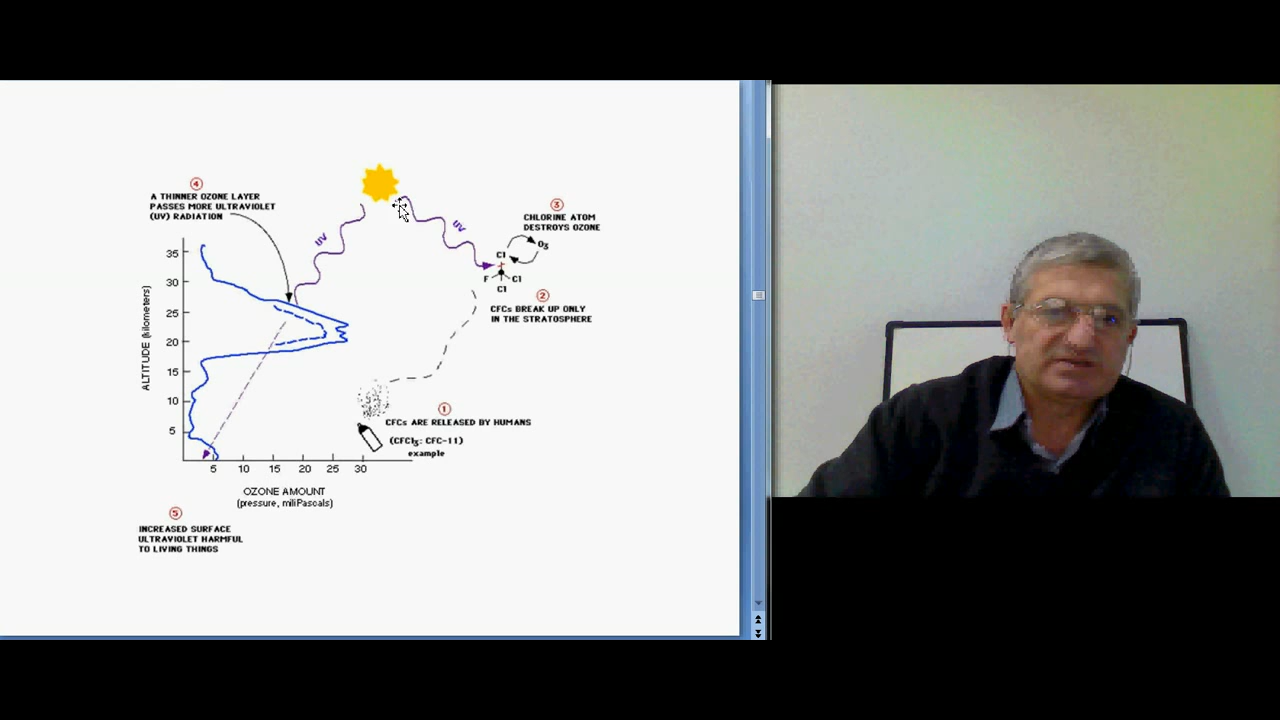 4
A THINNER OZONE LAYER
PASSES MORE ULTRAVIOLET
(UV) RADIATION
UV
UV
3
CHLORINE ATOM
DESTROYS OZONE
Cl
O3
F
Cl
Cl
2
CFCs BREAK UP ONLY
IN THE STRATOSPHERE
ALTITUDE (kilometers)
35
30
25
20
15
10
5
1
CFCs ARE RELEASED BY HUMANS
(CFCl3: CFC-11)
example
5 10 15 20 25 30
OZONE AMOUNT
(pressure, miliPascals)
5
INCREASED SURFACE
ULTRAVIOLET HARMFUL
TO LIVING THINGS